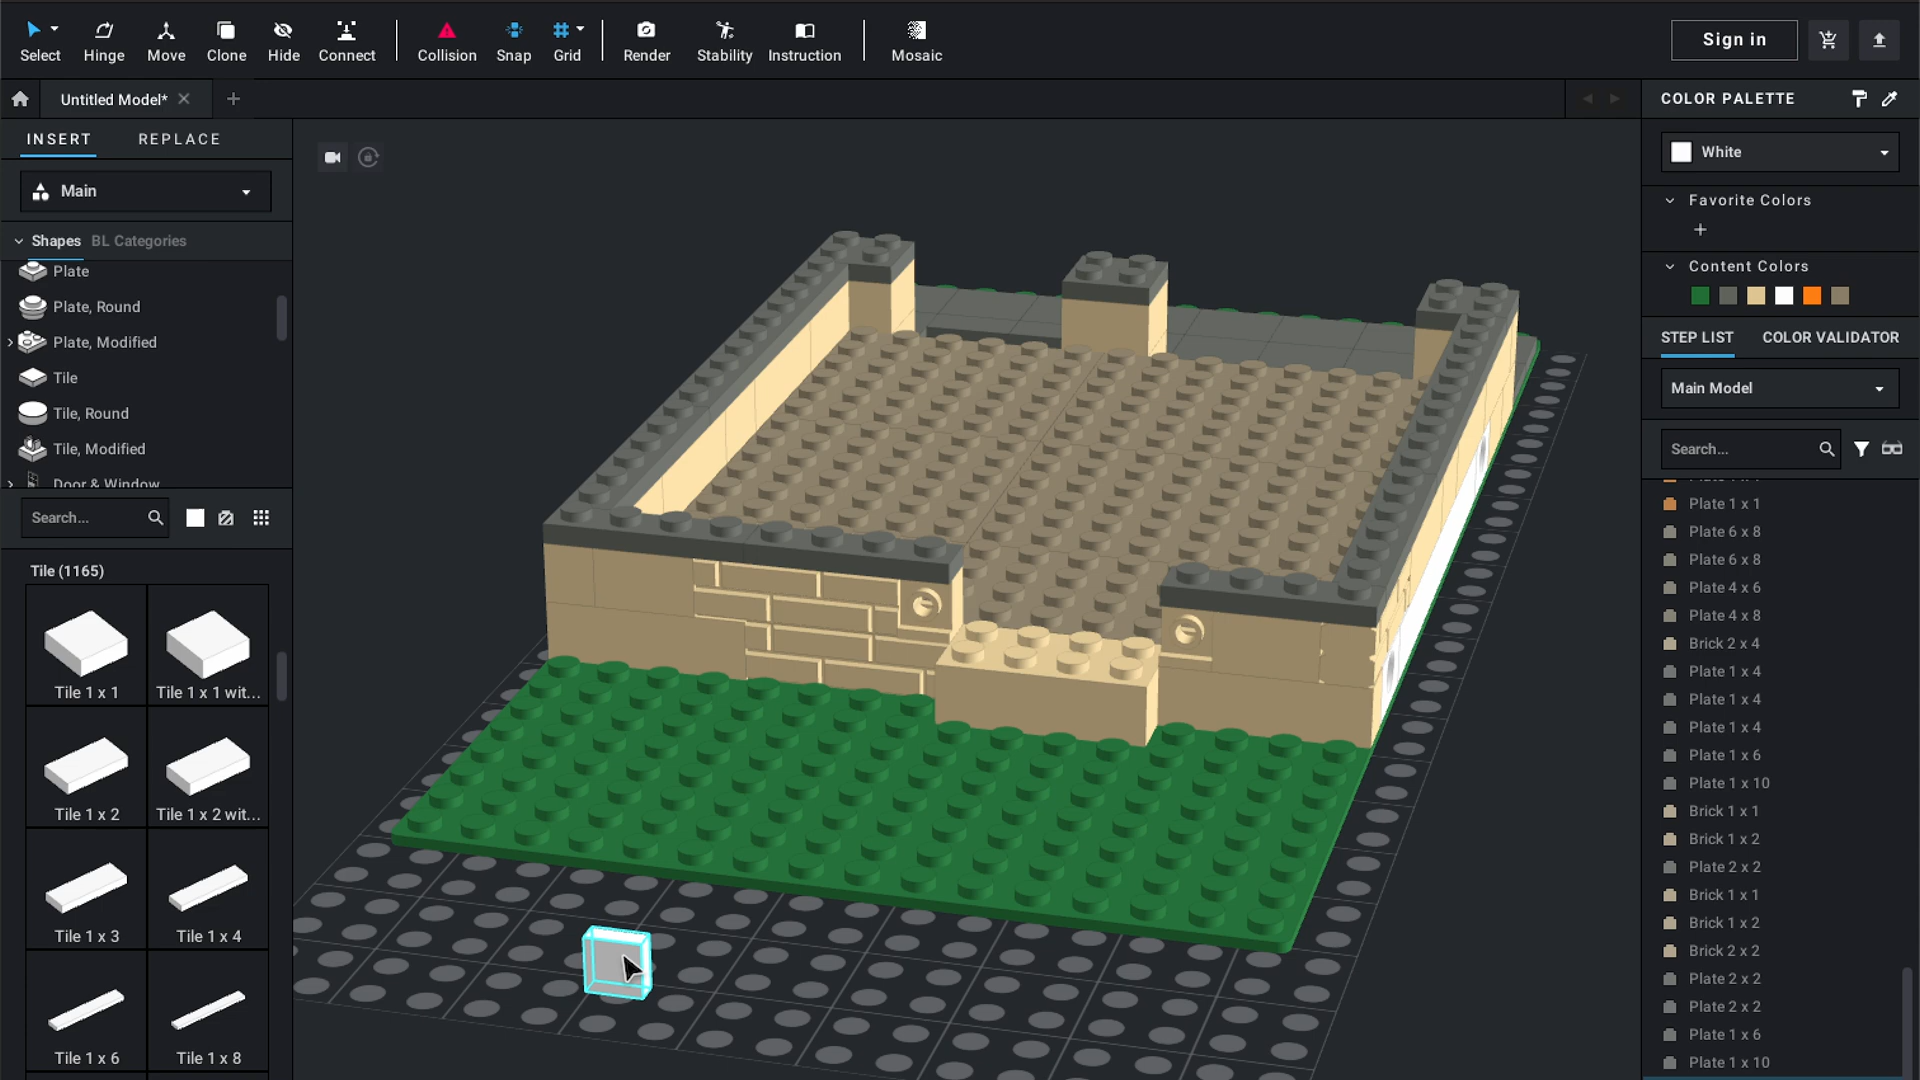 Select
Hinge
Move
Clone
Hide
Connect
Collision
Snap
Grid
Render
Stability
Instruction
Mosaic
Sign in
Untitled Model*
COLOR PALETTE
INSERT
REPLACE
White
Main
Favorite Colors
Shapes
BL Categories
Content Colors
Plate
Plate, Round
Plate, Modified
Tile
Tile, Round
Tile, Modified
Door & Window
STEP LIST
COLOR VALIDATOR
Main Model
Search...
Search...
Tile (1165)
Tile 1 x 1
Tile 1 x 1 wit...
Tile 1 x 2
Tile 1 x 2 wit...
Tile 1 x 3
Tile 1 x 4
Tile 1 x 6
Tile 1 x 8
Plate 1 x 1
Plate 6 x 8
Plate 6 x 8
Plate 4 x 6
Plate 4 x 8
Brick 2 x 4
Plate 1 x 4
Plate 1 x 4
Plate 1 x 4
Plate 1 x 6
Plate 1 x 10
Brick 1 x 1
Brick 1 x 2
Plate 2 x 2
Brick 1 x 1
Brick 1 x 2
Brick 2 x 2
Plate 2 x 2
Plate 2 x 2
Plate 1 x 6
Plate 1 x 10